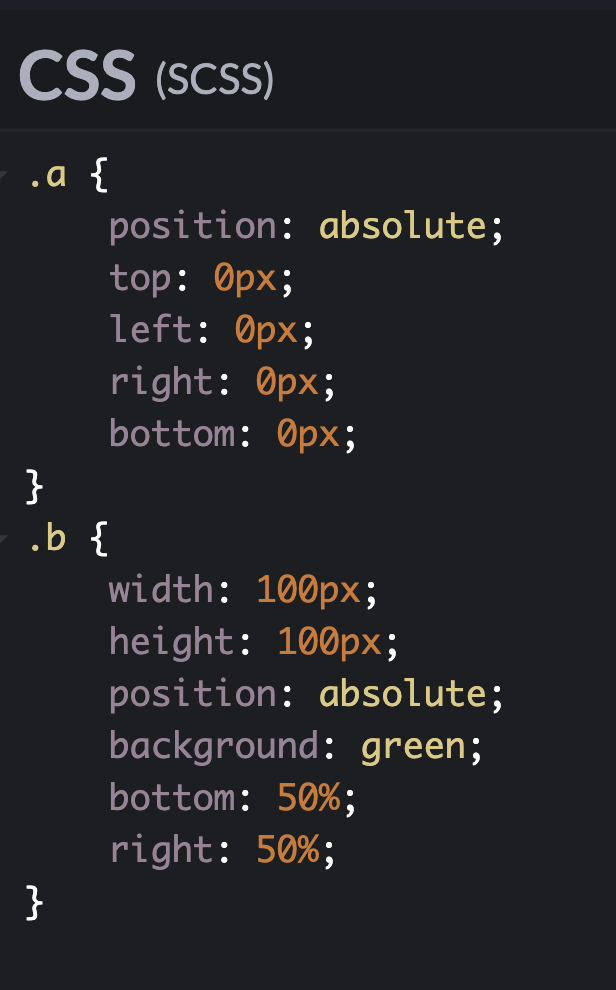 CSS (SCSS)
.a {
position: absolute;
top: 0px;
left: 0px;
right: 0px;
bottom: 0px;
}
.b {
width: 100px;
height: 100px;
position: absolute;
background: green;
bottom: 50%;
right: 50%;
}